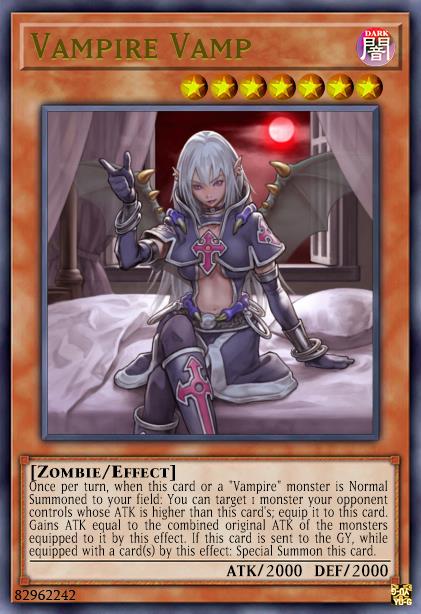 Vampire Vamp
DARK
闇
[Zombie/Effect]
Once per turn, when this card or a "Vampire" monster is Normal
Summoned to your field: You can target 1 monster your opponent
controls whose ATK is higher than this card's; equip it to this card.
Gains ATK equal to the combined original ATK of the monsters
equipped to it by this effect. If this card is sent to the GY, while
equipped with a card(s) by this effect: Special Summon this card.
ATK/2000 DEF/2000
82962242